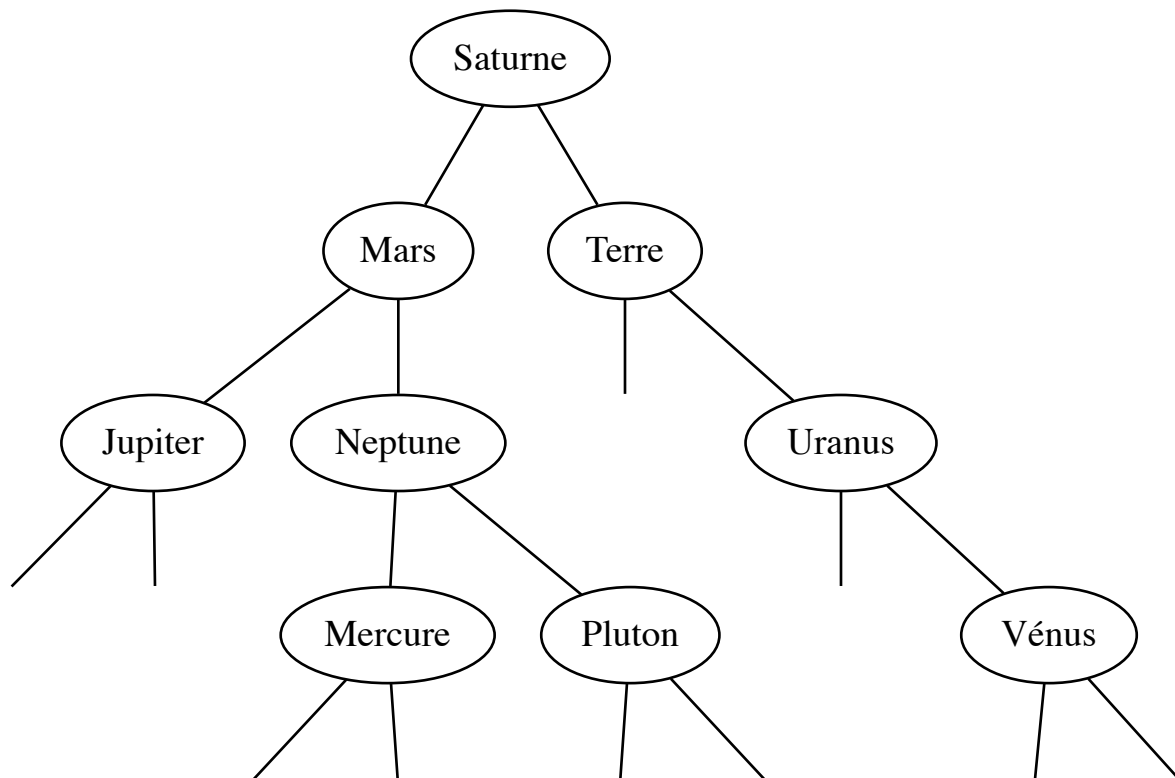 Saturne
Mars
Terre
Jupiter
Neptune
Uranus
Mercure
Pluton
Vénus